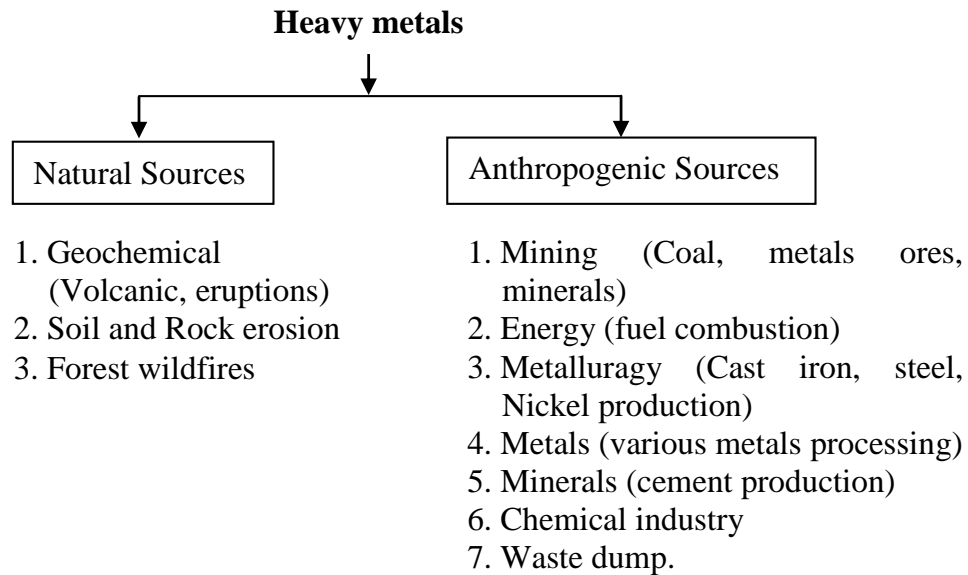 Heavy metals
Natural Sources
1. Geochemical
(Volcanic, eruptions)
2. Soil and Rock erosion
3. Forest wildfires
Anthropogenic Sources
1. Mining (Coal, metals ores,
minerals)
2. Energy (fuel combustion)
3. Metalluragy (Cast iron, steel,
Nickel production)
4. Metals (various metals processing)
5. Minerals (cement production)
6. Chemical industry
7. Waste dump.